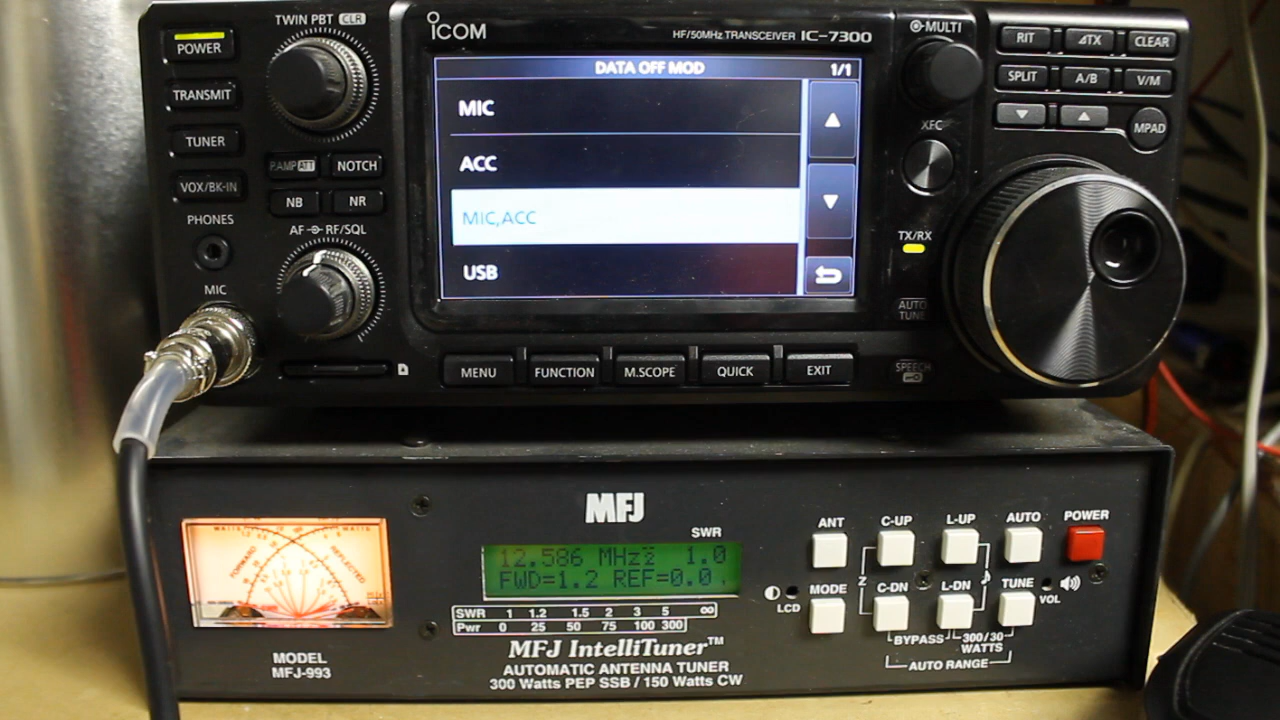 TWIN PBT CLR
ICOM
HF/50MHz TRANSCEIVER IC-7300
MULTI
RIT
⊿TX
CLEAR
POWER
DATA OFF MOD 1/1
SPLIT
A/B
V/M
TRANSMIT
MIC
MPAD
XFC
TUNER
P.AMP ATT
NOTCH
ACC
VOX/BK-IN
NB
NR
PHONES
MIC,ACC
AF RF/SQL
TX/RX
USB
MIC
AUTO TUNE
MENU
FUNCTION
M.SCOPE
QUICK
EXIT
SPEECH
MFJ
SWR
ANT
C-UP
L-UP
AUTO
POWER
WATTS
WATTS
FORWARD
REFLECTED
12.586 MHz 1.0
FWD=1.2 REF=0.0
MODE
C-DN
L-DN
TUNE
Z
LCD
VOL
SWR 1 1.2 1.5 2 3 5 ∞
Pwr 0 25 50 75 100 300
BYPASS
300/30
WATTS
AUTO RANGE
MODEL
MFJ-993
MFJ IntelliTuner™
AUTOMATIC ANTENNA TUNER
300 Watts PEP SSB / 150 Watts CW